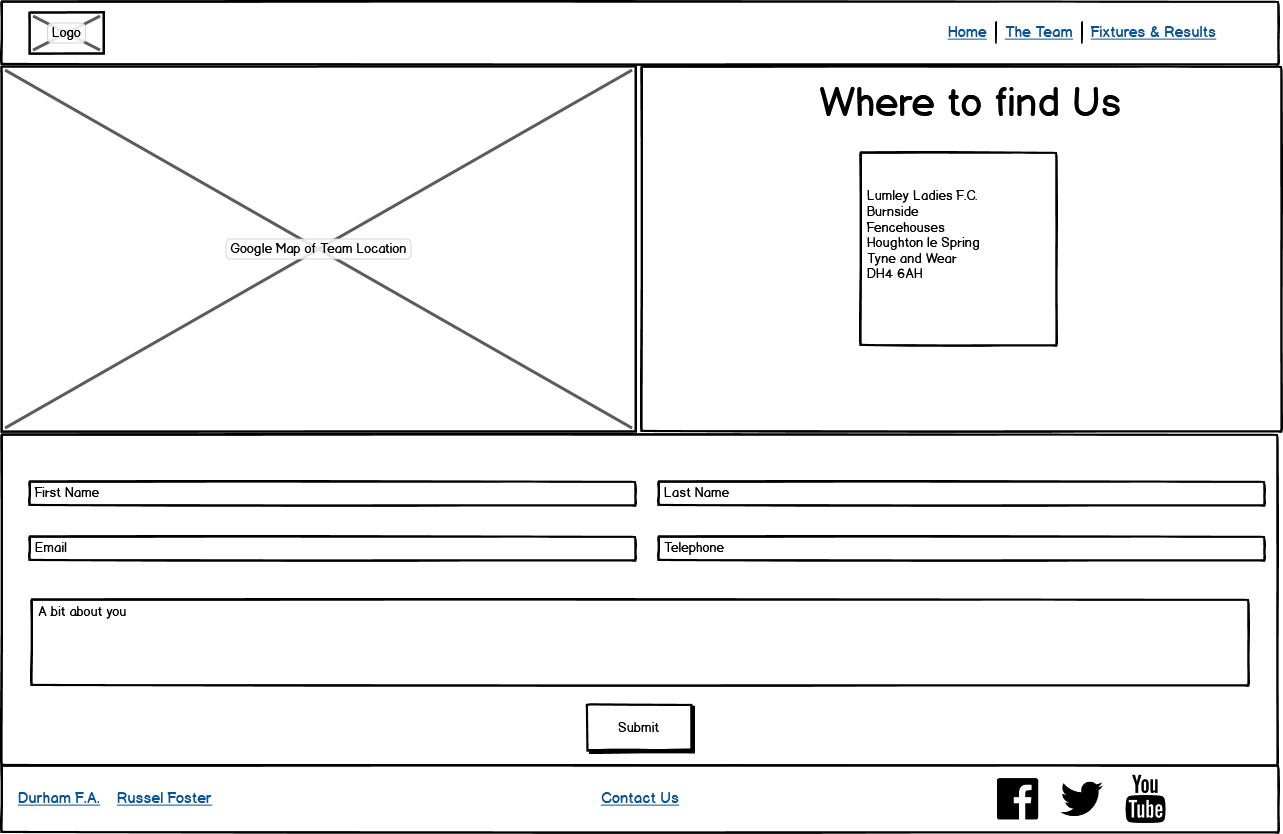 Logo
Home | The Team | Fixtures & Results
Google Map of Team Location
Where to find Us
Lumley Ladies F.C.
Burnside
Fencehouses
Houghton le Spring
Tyne and Wear
DH4 6AH
First Name
Last Name
Email
Telephone
A bit about you
Submit
Durham F.A.
Russel Foster
Contact Us
You
Tube